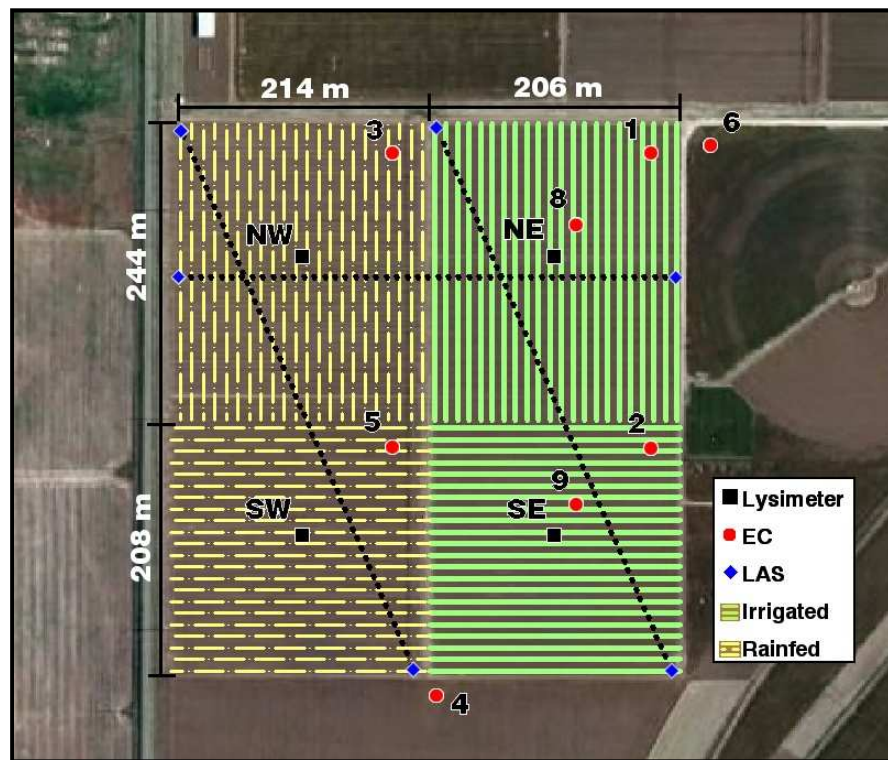 214 m
206 m
3
1
6
8
NW
NE
244 m
5
2
9
SW
SE
208 m
4
Lysimeter
EC
LAS
Irrigated
Rainfed